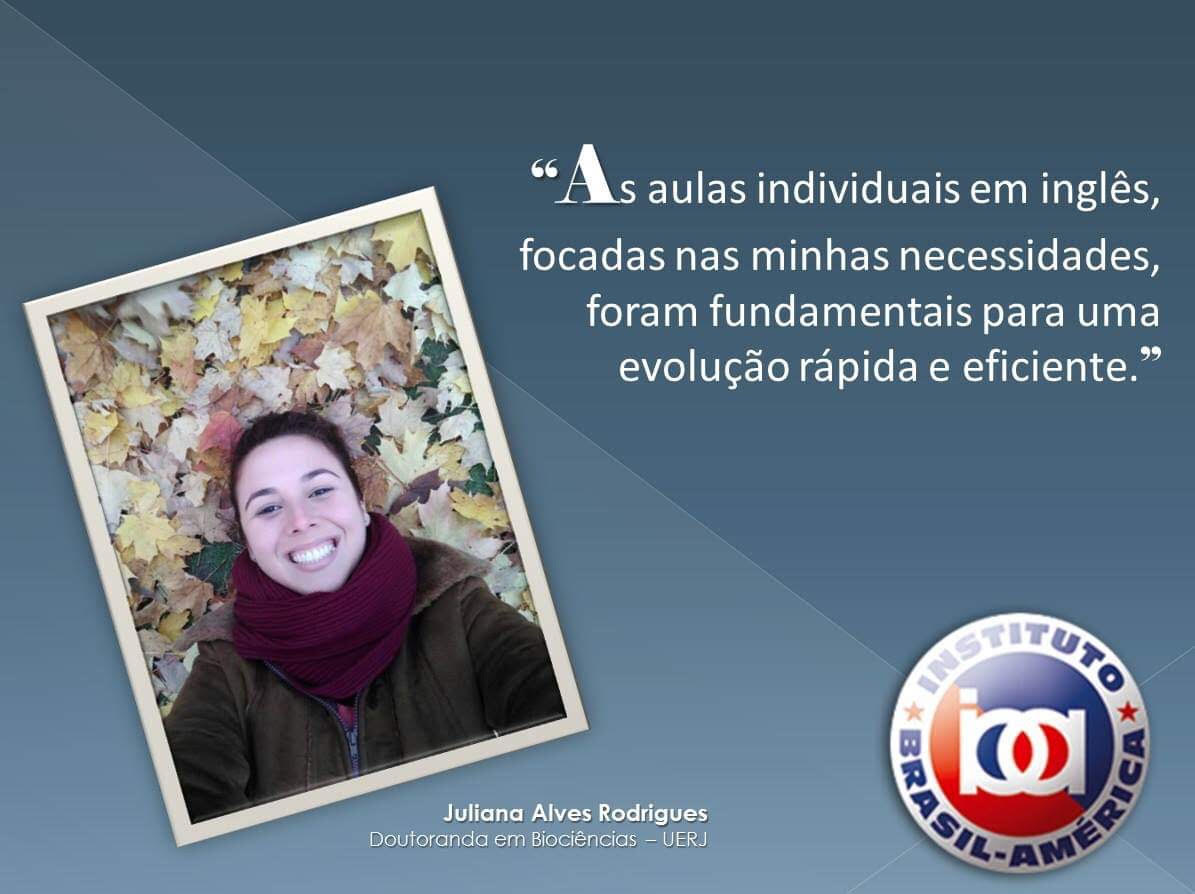 “As aulas individuais em inglês,
focadas nas minhas necessidades,
foram fundamentais para uma
evolução rápida e eficiente.”
Juliana Alves Rodrigues
Doutoranda em Biociências – UERJ
INSTITUTO
iba
BRASIL-AMÉRICA